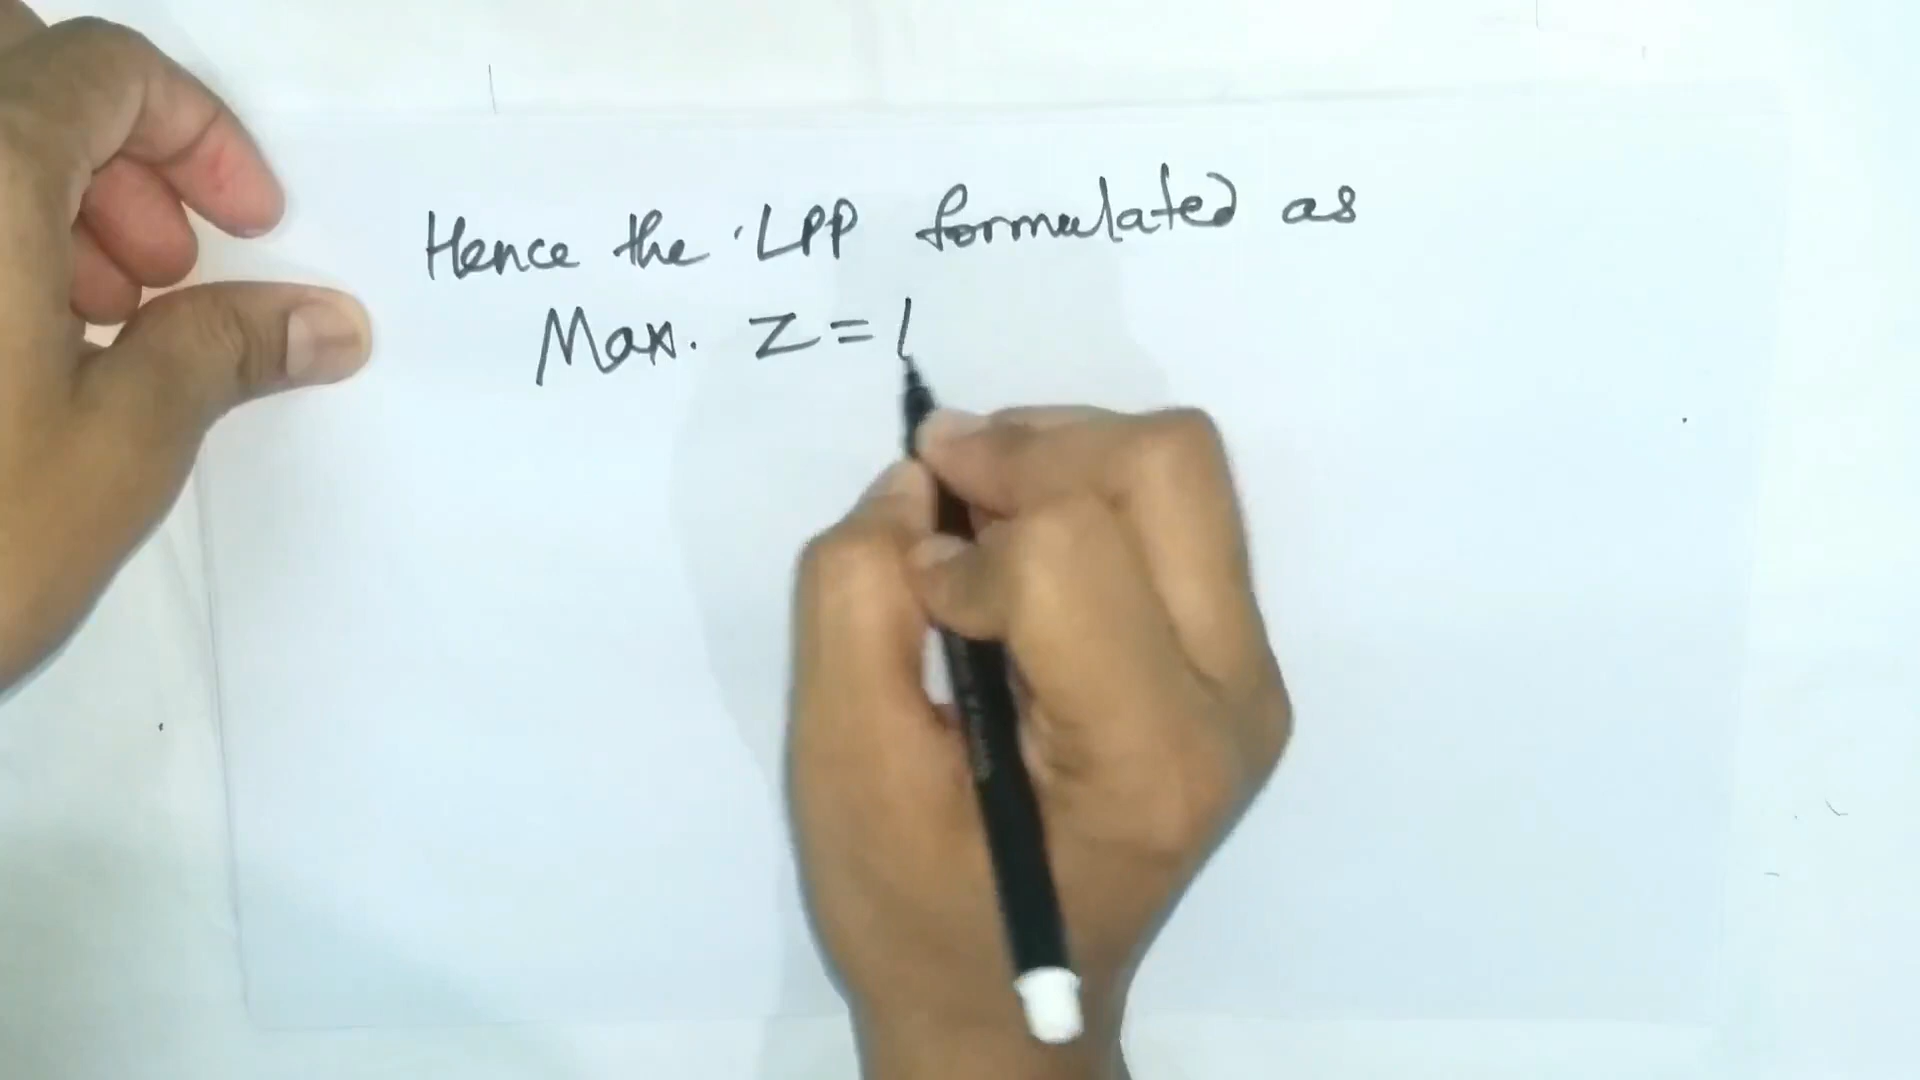 Hence the LPP formulated as
Max. Z =